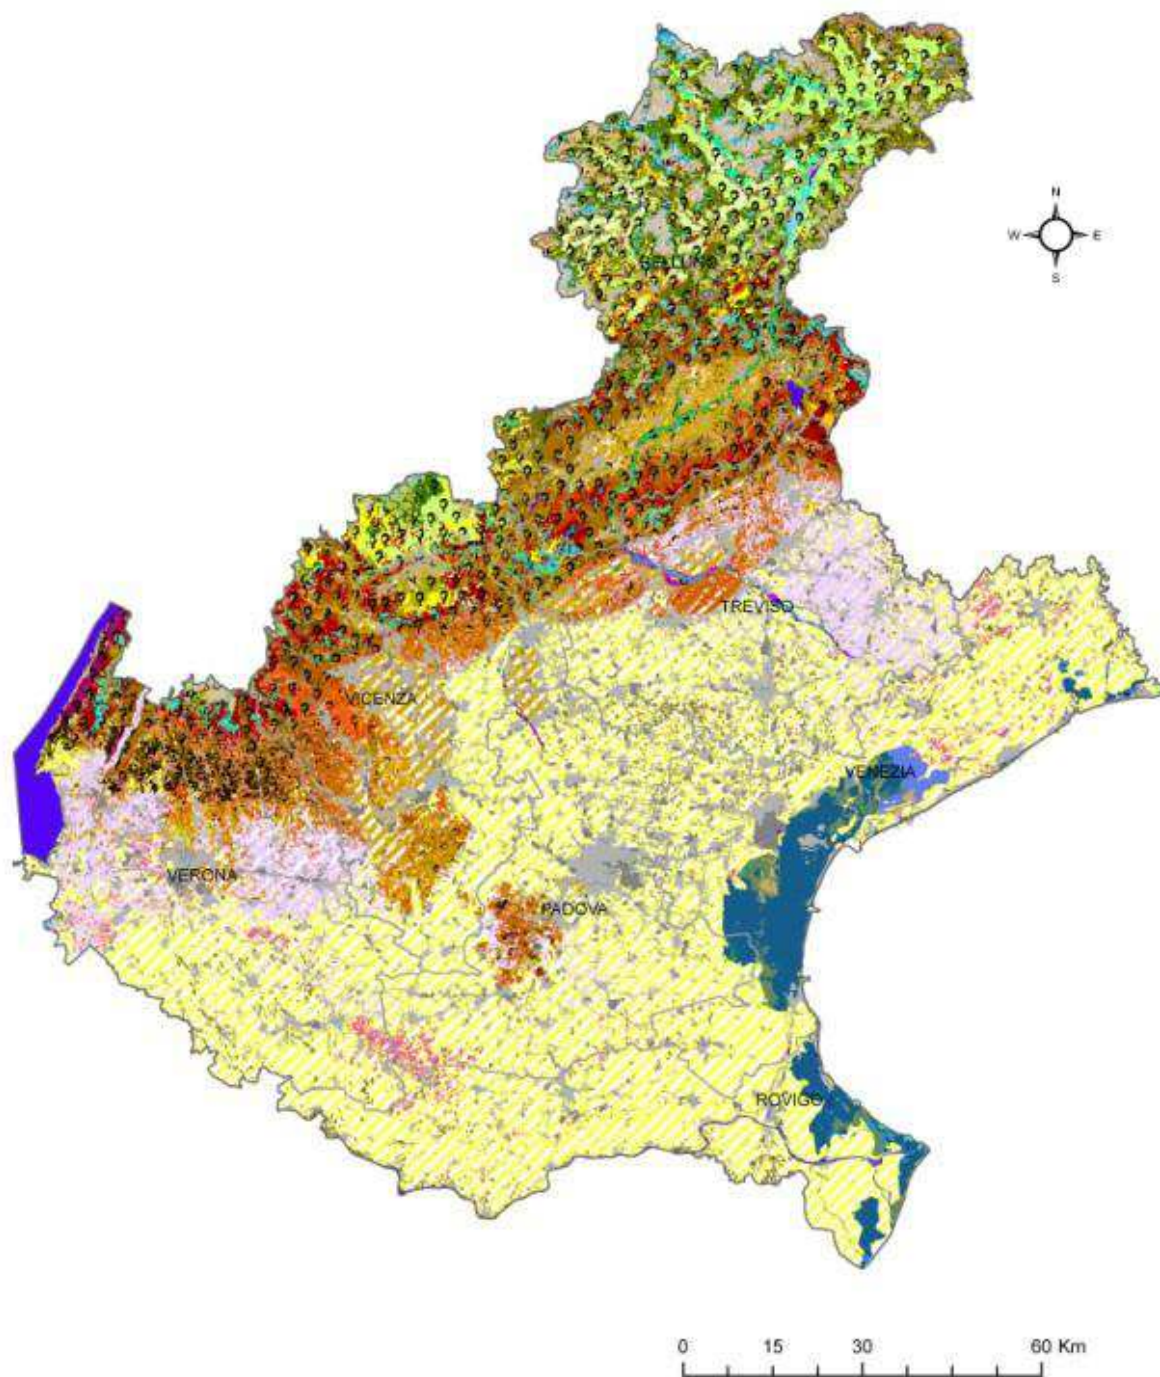 N
W E
S
BELLUNO
TREVISO
VICENZA
VENEZIA
VERONA
PADOVA
ROVIGO
0 15 30 60 Km